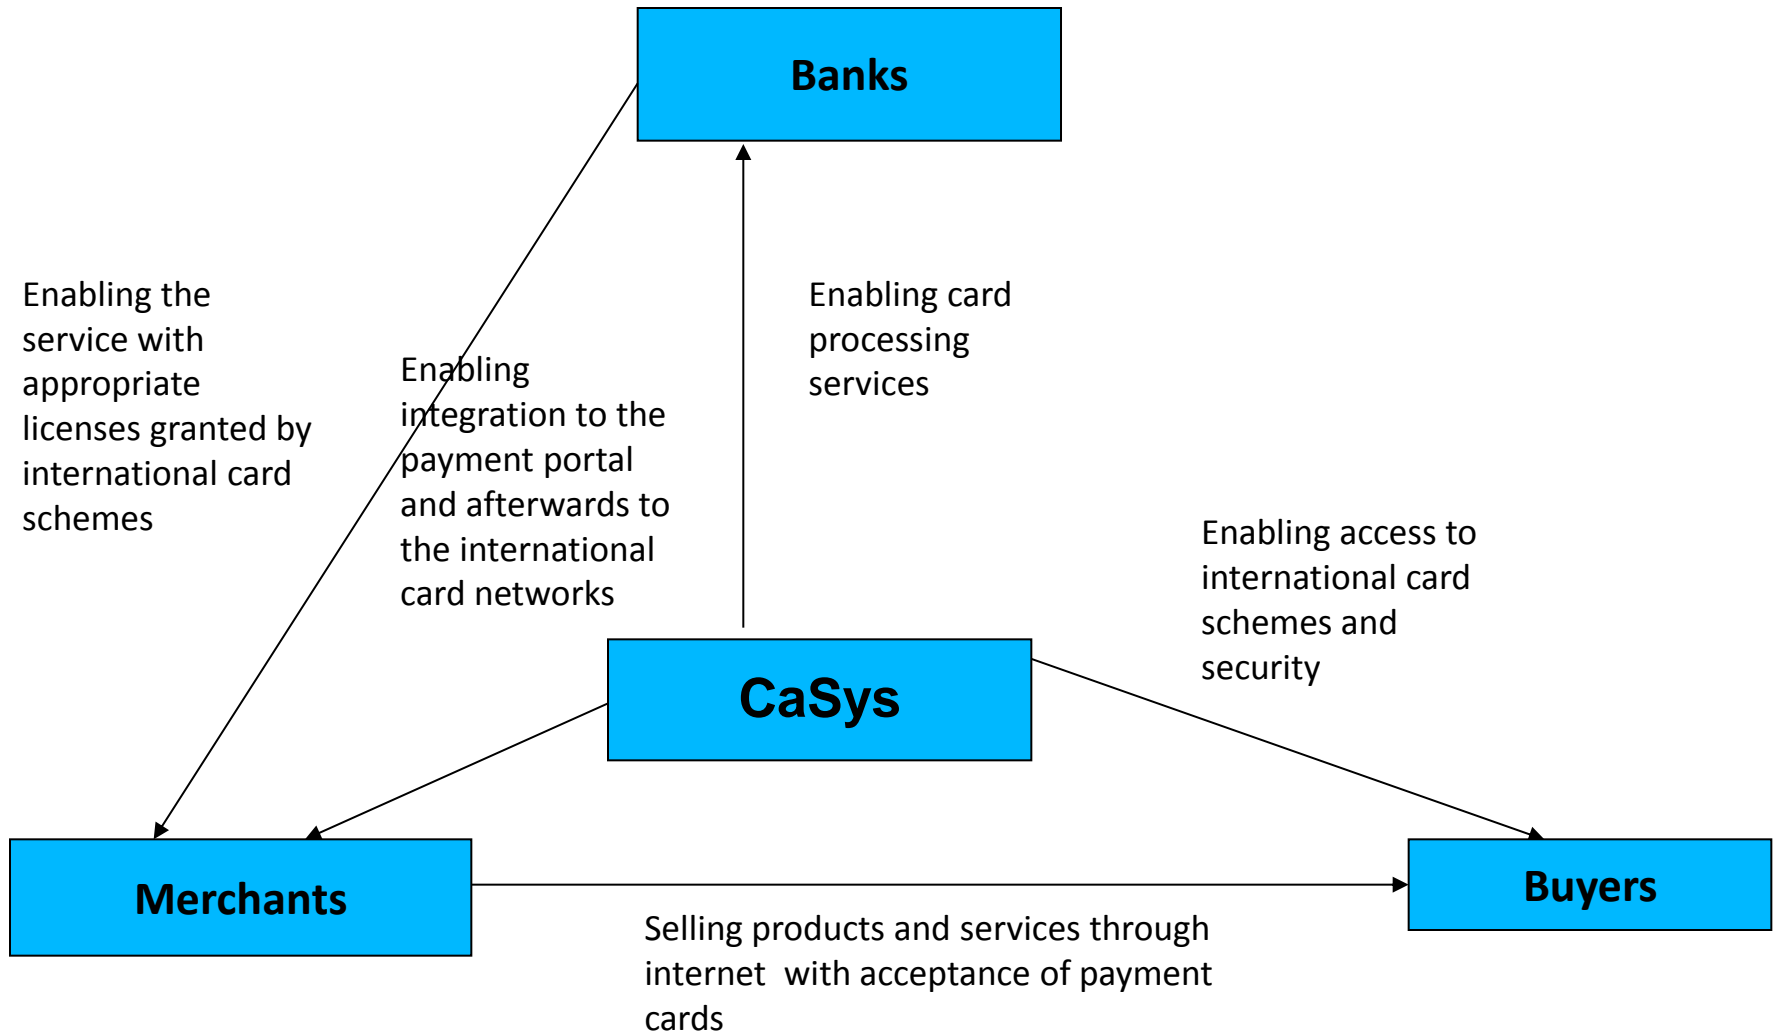 Banks
Enabling the
service with
appropriate
licenses granted by
international card
schemes
Enabling
integration to the
payment portal
and afterwards to
the international
card networks
Enabling card
processing
services
Enabling access to
international card
schemes and
security
CaSys
Merchants
Buyers
Selling products and services through
internet  with acceptance of payment
cards